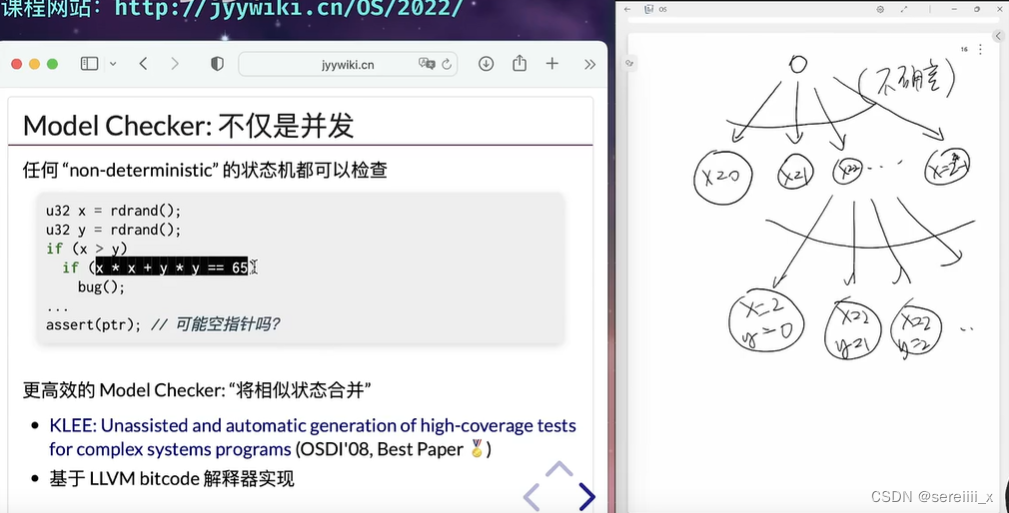 课程网站: http://jyywiki.cn/OS/2022/
jyywiki.cn
Model Checker: 不仅是并发
任何 “non-deterministic” 的状态机都可以检查
u32 x = rdrand();
u32 y = rdrand();
if (x > y)
if (x * x + y * y == 65)
bug();
...
assert(ptr); // 可能空指针吗?
更高效的 Model Checker: “将相似状态合并”
KLEE: Unassisted and automatic generation of high-coverage tests
for complex systems programs (OSDI'08, Best Paper 🏅)
基于 LLVM bitcode 解释器实现
OS
16
(不确定)
x=0
x=1
x=2
...
x=2
y=0
x=2
y=1
x=2
y=2
..
CSDN @sereiiii_x